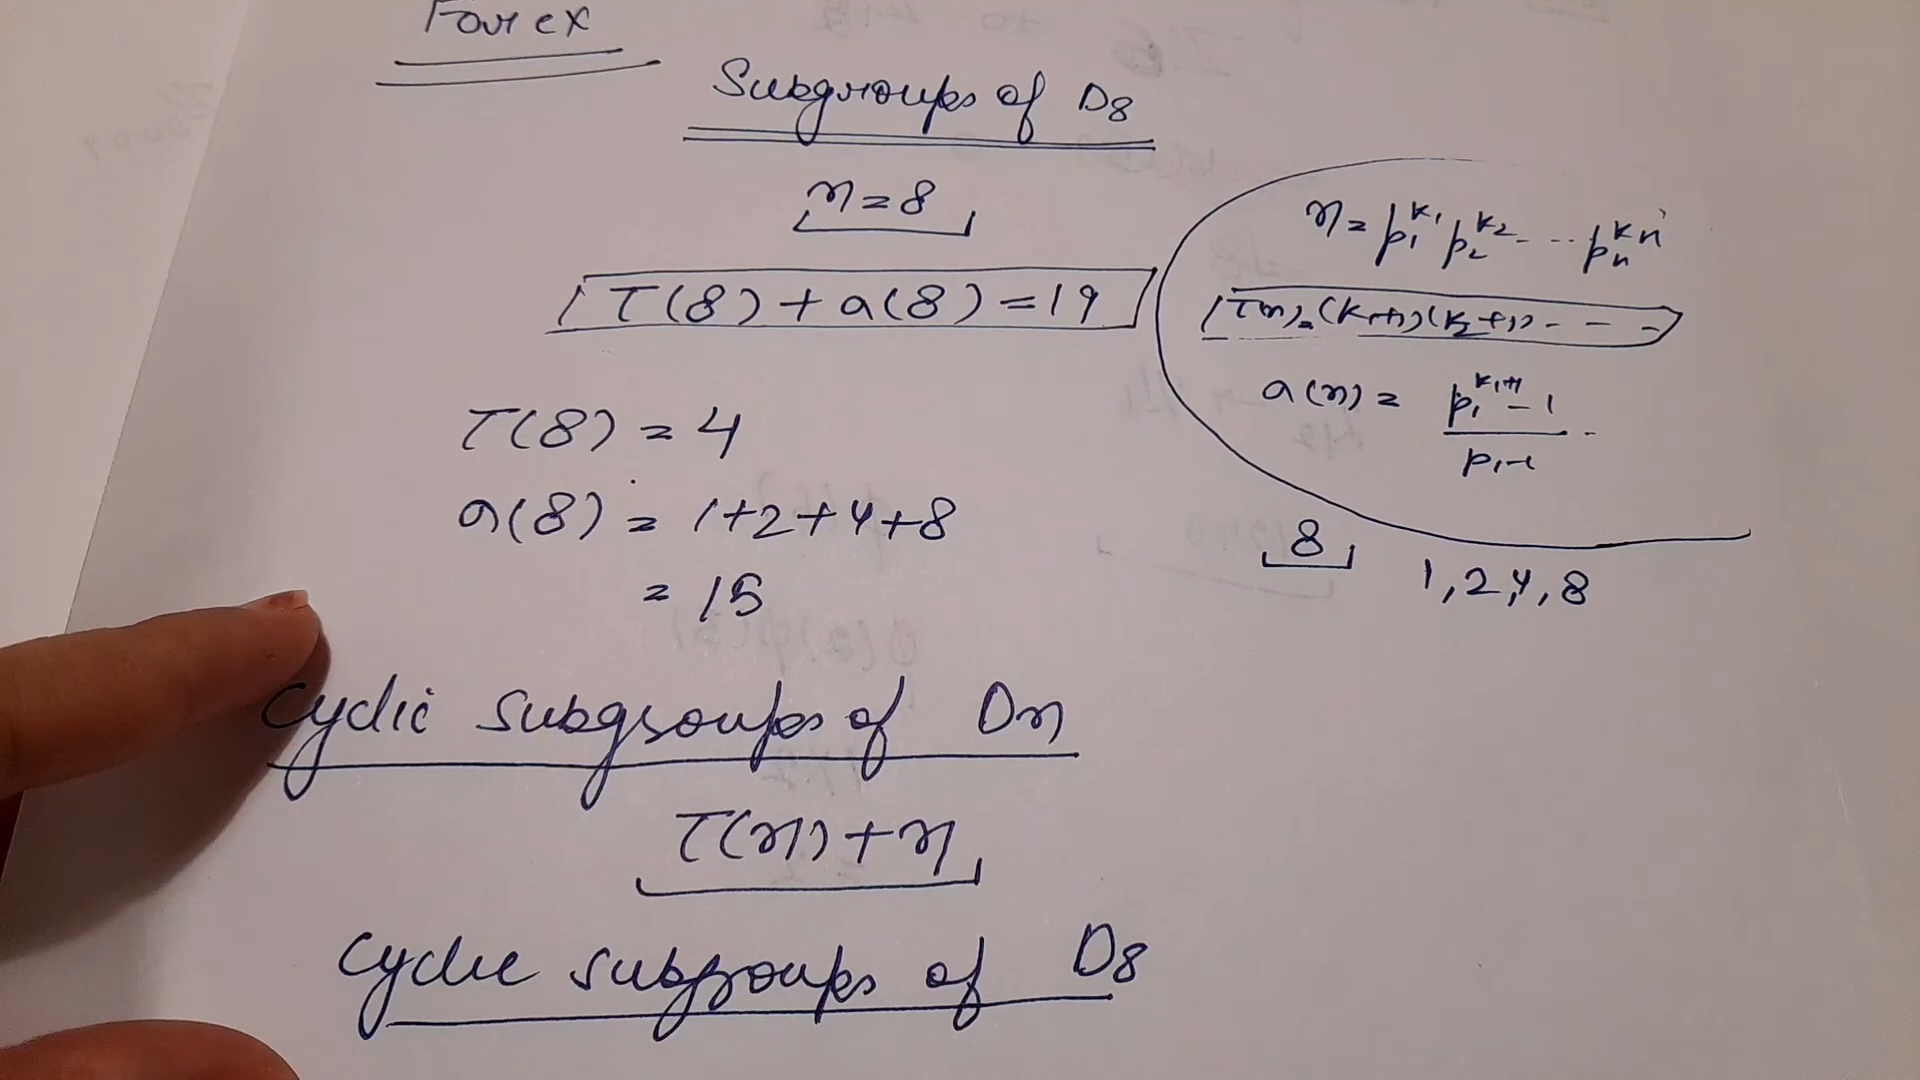 Four ex
Subgroups of D8
n=8
T(8) + a(8) = 19
n = p1^k1 p2^k2 - - - pn^kn
T(n) = (k1+1)(k2+1) - - -
a(n) = p1^k1+1 - 1 / p1-1 -
T(8) = 4
a(8) = 1+2+4+8
= 15
8
1,2,4,8
Cyclic subgroups of Dn
T(n) + n
Cyclic subgroups of D8